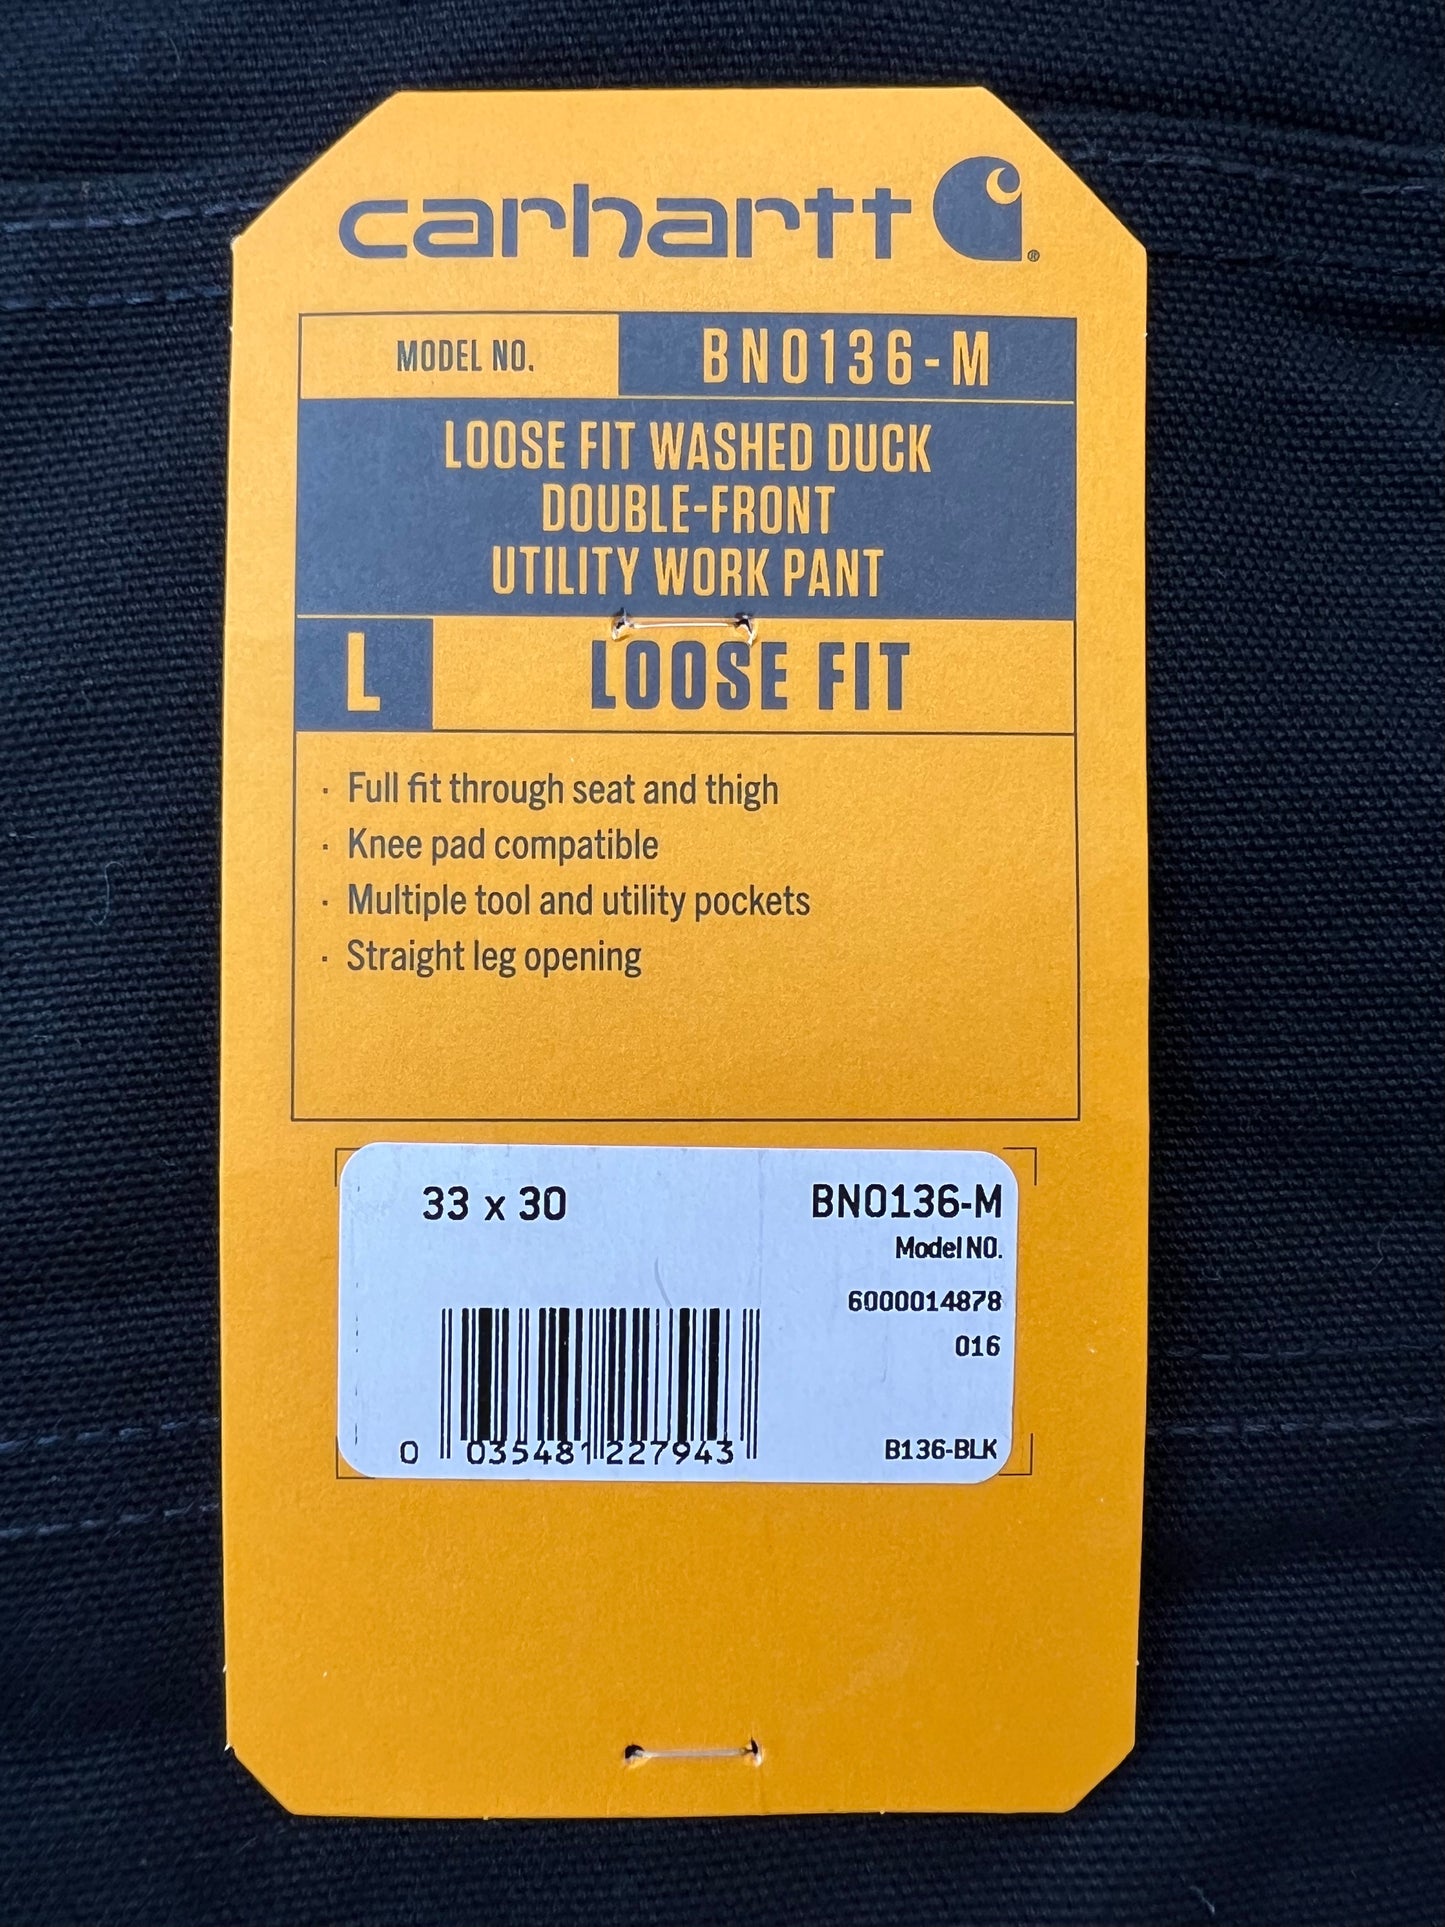 carhartt
®
MODEL NO. BN0136-M
LOOSE FIT WASHED DUCK
DOUBLE-FRONT
UTILITY WORK PANT
L LOOSE FIT
· Full fit through seat and thigh
· Knee pad compatible
· Multiple tool and utility pockets
· Straight leg opening
33 x 30 BN0136-M
Model NO.
6000014878
016
0 035481 227943 B136-BLK